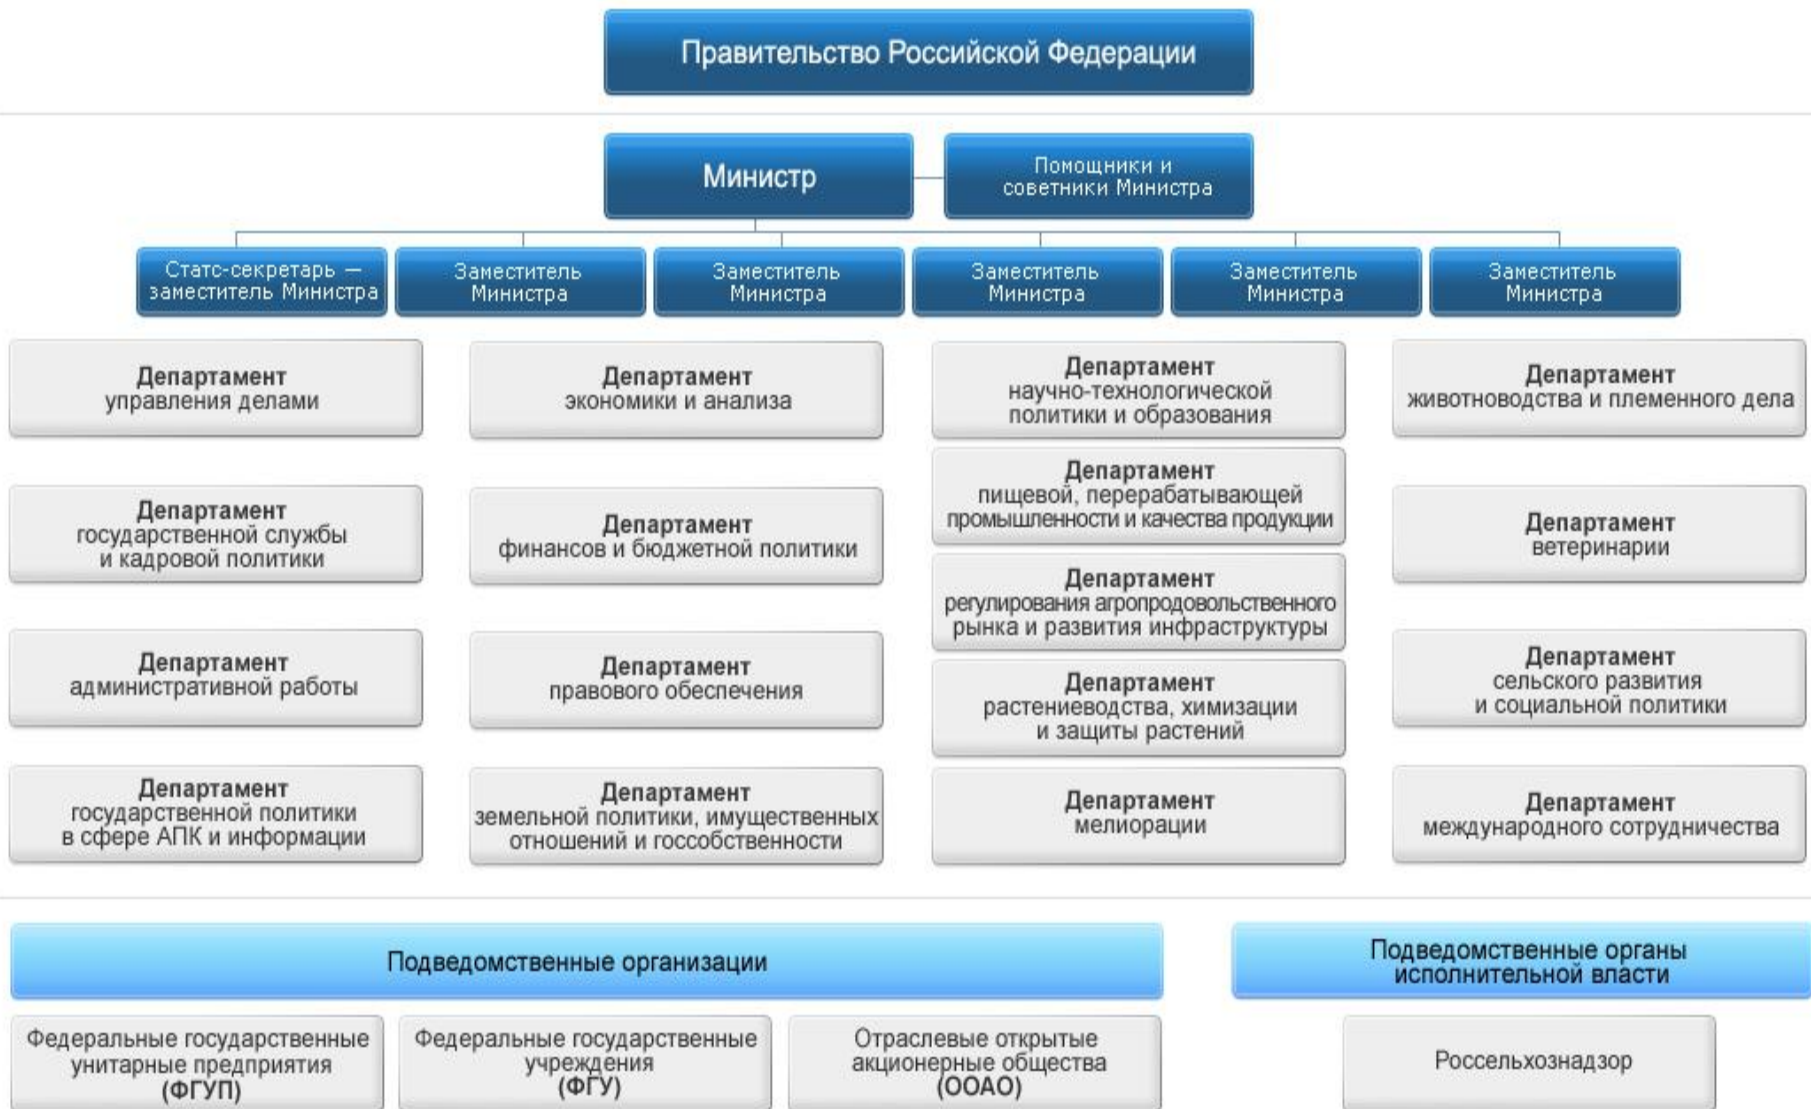 Правительство Российской Федерации
Министр
Помощники и
советники Министра
Статс-секретарь —
заместитель Министра
Заместитель
Министра
Заместитель
Министра
Заместитель
Министра
Заместитель
Министра
Заместитель
Министра
Департамент
управления делами
Департамент
экономики и анализа
Департамент
научно-технологической
политики и образования
Департамент
животноводства и племенного дела
Департамент
государственной службы
и кадровой политики
Департамент
финансов и бюджетной политики
Департамент
пищевой, перерабатывающей
промышленности и качества продукции
Департамент
ветеринарии
Департамент
регулирования агропродовольственного
рынка и развития инфраструктуры
Департамент
административной работы
Департамент
правового обеспечения
Департамент
растениеводства, химизации
и защиты растений
Департамент
сельского развития
и социальной политики
Департамент
государственной политики
в сфере АПК и информации
Департамент
земельной политики, имущественных
отношений и госсобственности
Департамент
мелиорации
Департамент
международного сотрудничества
Подведомственные организации
Подведомственные органы
исполнительной власти
Федеральные государственные
унитарные предприятия
(ФГУП)
Федеральные государственные
учреждения
(ФГУ)
Отраслевые открытые
акционерные общества
(ООАО)
Россельхознадзор